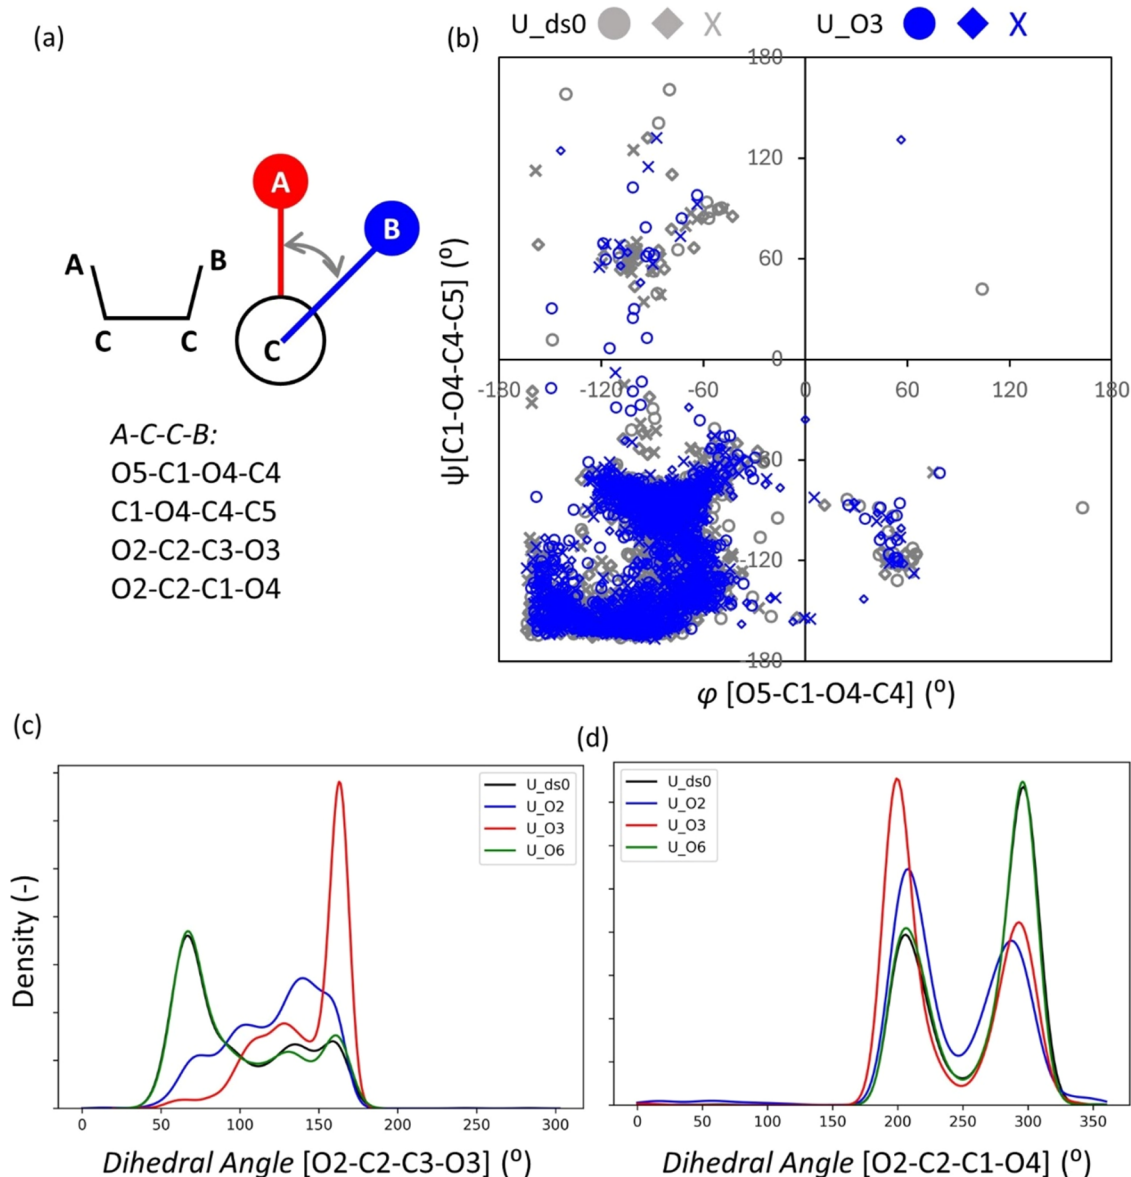 (a)
A
B
C
C
A
B
C
A-C-C-B:
O5-C1-O4-C4
C1-O4-C4-C5
O2-C2-C3-O3
O2-C2-C1-O4
(b)
U_ds0
X
U_O3
X
180
120
60
0
-180
-120
-60
0
60
120
180
-60
-120
-180
ψ[C1-O4-C4-C5] (⁰)
φ [O5-C1-O4-C4] (⁰)
(c)
U_ds0
U_O2
U_O3
U_O6
Density (-)
0
50
100
150
200
250
300
Dihedral Angle [O2-C2-C3-O3] (⁰)
(d)
U_ds0
U_O2
U_O3
U_O6
0
50
100
150
200
250
300
350
Dihedral Angle [O2-C2-C1-O4] (⁰)